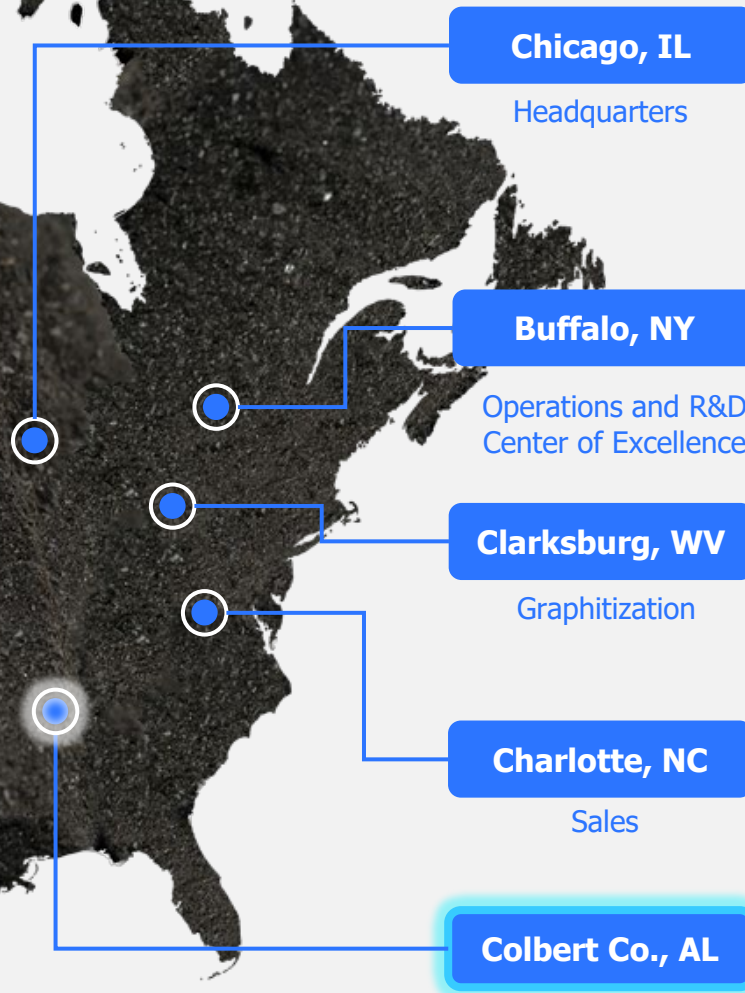 Chicago, IL
Headquarters
Buffalo, NY
Operations and R&D
Center of Excellence
Clarksburg, WV
Graphitization
Charlotte, NC
Sales
Colbert Co., AL